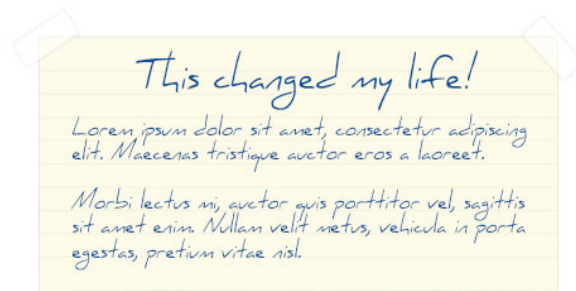 This changed my life!
Lorem ipsum dolor sit amet, consectetur adipiscing
elit. Maecenas tristique auctor eros a laoreet.
Morbi lectus mi, auctor quis porttitor vel, sagittis
sit amet enim. Nullam velit metus, vehicula in porta
egestas, pretium vitae nisl.